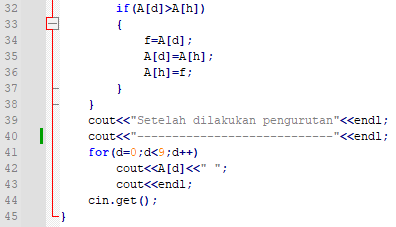 32 if(A[d]>A[h])
33 {
34 f=A[d];
35 A[d]=A[h];
36 A[h]=f;
37 }
38 }
39 cout<<"Setelah dilakukan pengurutan"<<endl;
40 cout<<"-----------------------------"<<endl;
41 for(d=0;d<9;d++)
42 cout<<A[d]<<" ";
43 cout<<endl;
44 cin.get();
45 }